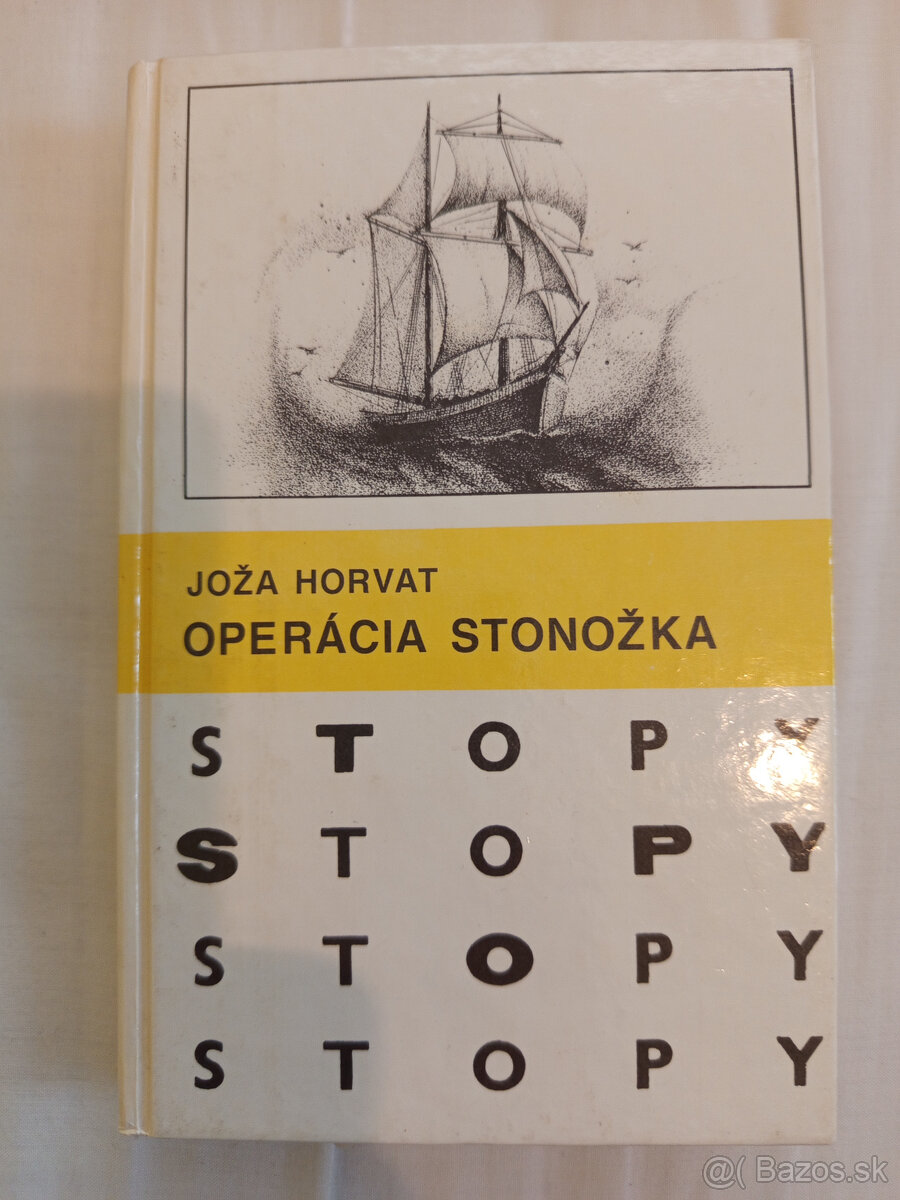 JOŽA HORVAT
OPERÁCIA STONOŽKA
S T O P Y
S T O P Y
S T O P Y
S T O P Y
@( Bazos.sk